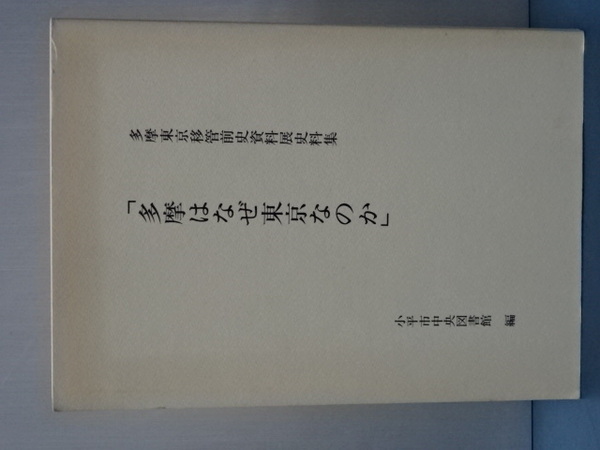 多摩東京移管前史資料展史料集
「多摩はなぜ東京なのか」
小平市中央図書館 編